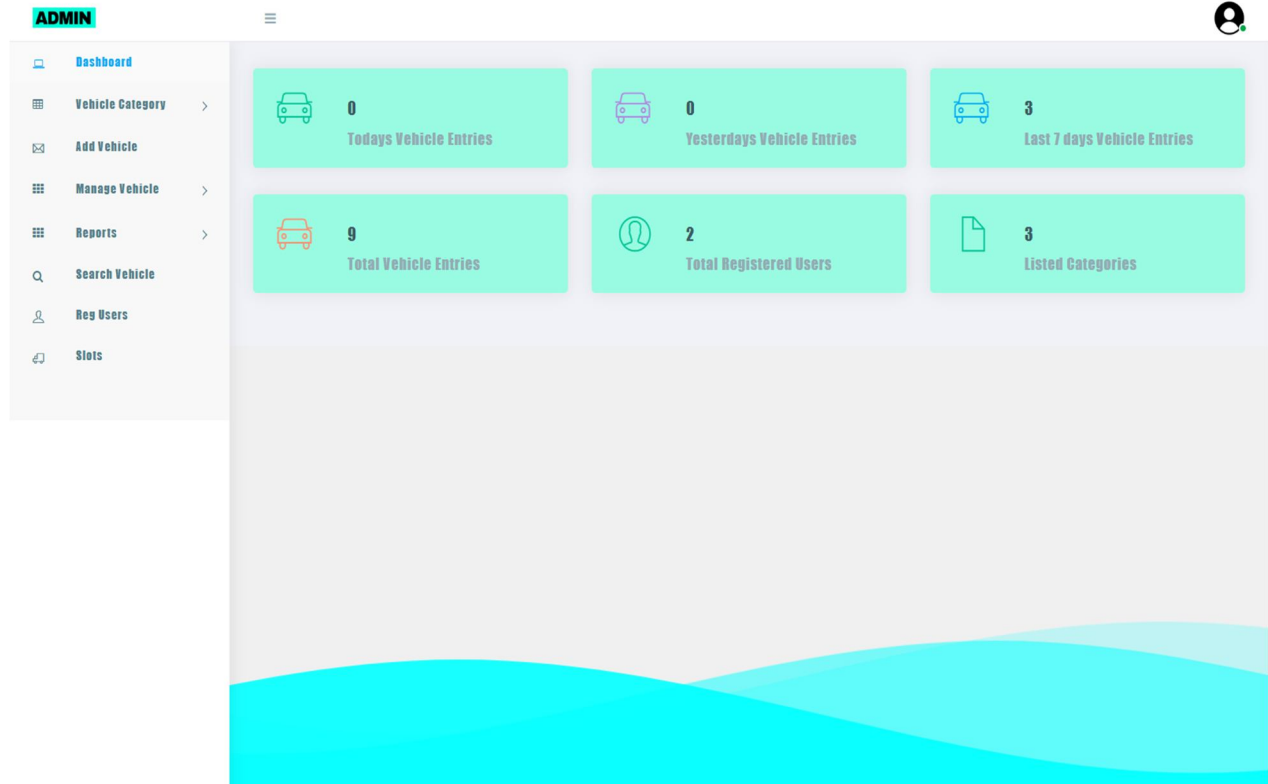 ADMIN
Dashboard
Vehicle Category
Add Vehicle
Manage Vehicle
Reports
Search Vehicle
Reg Users
Slots
0
Todays Vehicle Entries
0
Yesterdays Vehicle Entries
3
Last 7 days Vehicle Entries
9
Total Vehicle Entries
2
Total Registered Users
3
Listed Categories